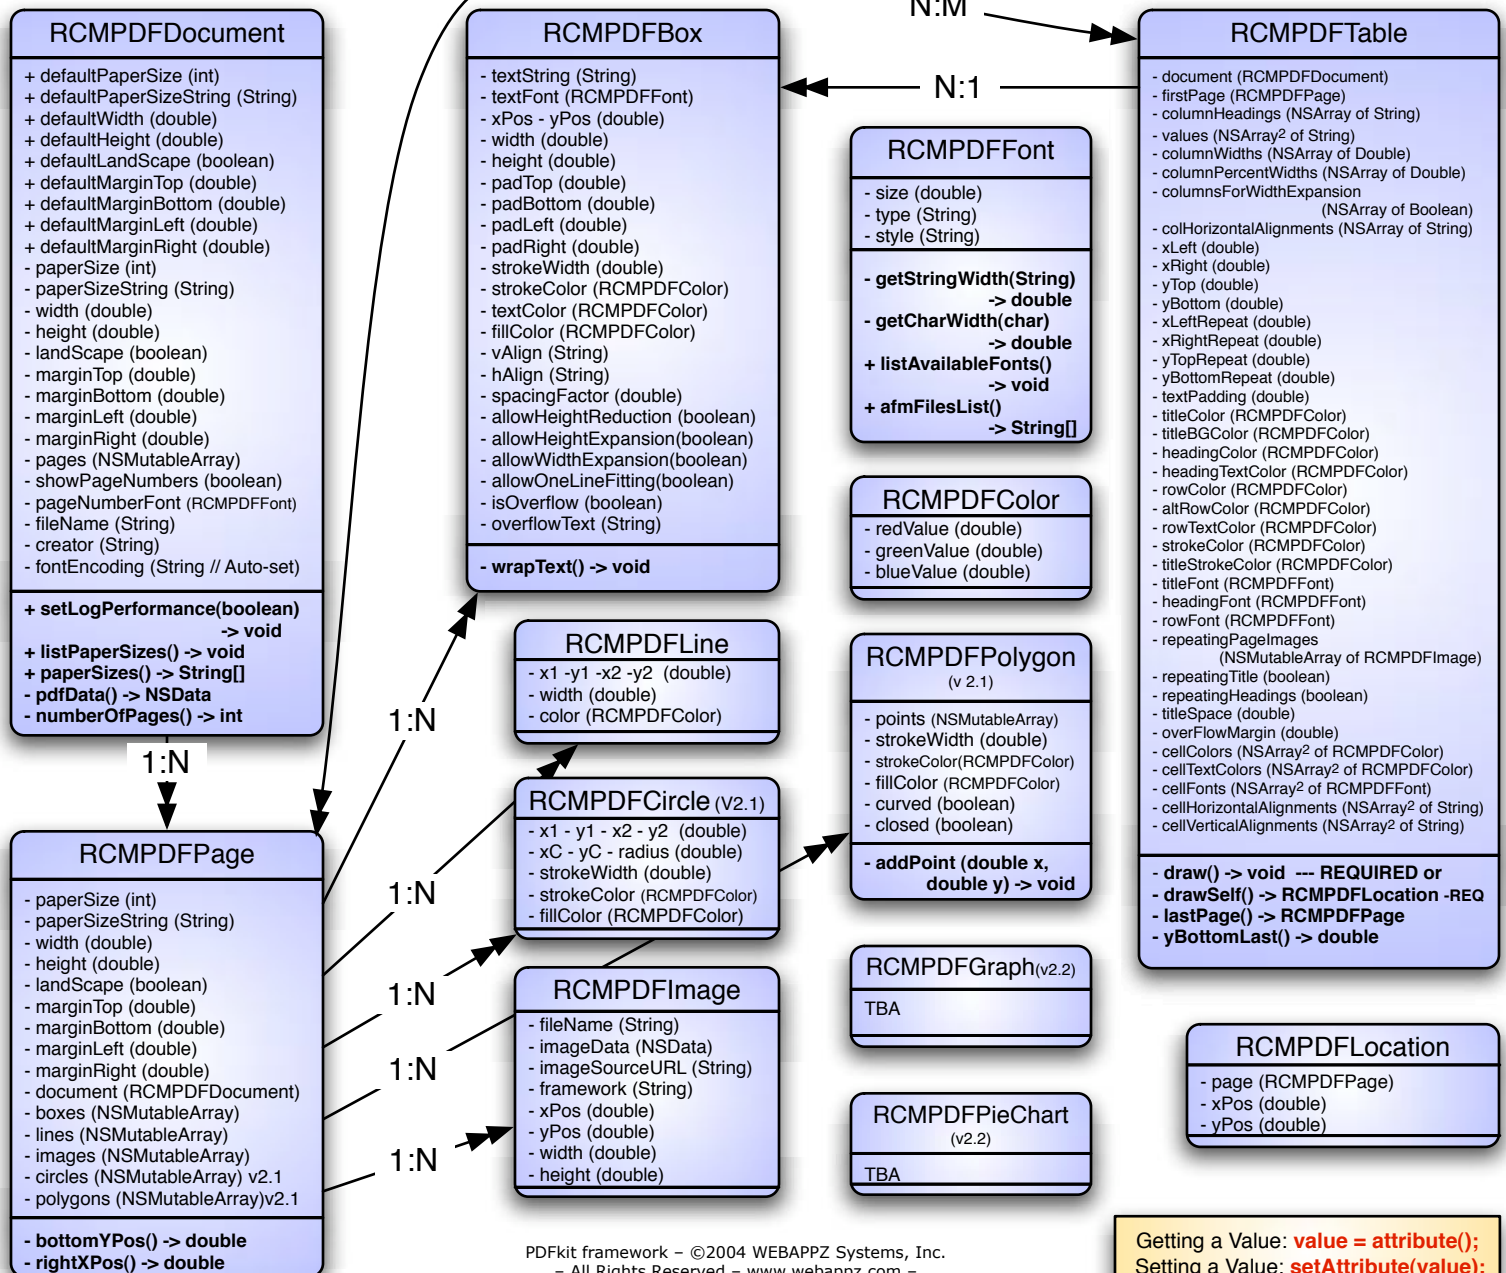 RCMPDFDocument
+ defaultPaperSize (int)
+ defaultPaperSizeString (String)
+ defaultWidth (double)
+ defaultHeight (double)
+ defaultLandScape (boolean)
+ defaultMarginTop (double)
+ defaultMarginBottom (double)
+ defaultMarginLeft (double)
+ defaultMarginRight (double)
- paperSize (int)
- paperSizeString (String)
- width (double)
- height (double)
- landScape (boolean)
- marginTop (double)
- marginBottom (double)
- marginLeft (double)
- marginRight (double)
- pages (NSMutableArray)
- showPageNumbers (boolean)
- pageNumberFont (RCMPDFFont)
- fileName (String)
- creator (String)
- fontEncoding (String // Auto-set)
+ setLogPerformance(boolean)
-> void
+ listPaperSizes() -> void
+ paperSizes() -> String[]
- pdfData() -> NSData
- numberOfPages() -> int
1:N
RCMPDFPage
- paperSize (int)
- paperSizeString (String)
- width (double)
- height (double)
- landScape (boolean)
- marginTop (double)
- marginBottom (double)
- marginLeft (double)
- marginRight (double)
- document (RCMPDFDocument)
- boxes (NSMutableArray)
- lines (NSMutableArray)
- images (NSMutableArray)
- circles (NSMutableArray) v2.1
- polygons (NSMutableArray)v2.1
- bottomYPos() -> double
- rightXPos() -> double
1:N
1:N
1:N
1:N
1:N
RCMPDFBox
- textString (String)
- textFont (RCMPDFFont)
- xPos - yPos (double)
- width (double)
- height (double)
- padTop (double)
- padBottom (double)
- padLeft (double)
- padRight (double)
- strokeWidth (double)
- strokeColor (RCMPDFColor)
- textColor (RCMPDFColor)
- fillColor (RCMPDFColor)
- vAlign (String)
- hAlign (String)
- spacingFactor (double)
- allowHeightReduction (boolean)
- allowHeightExpansion(boolean)
- allowWidthExpansion(boolean)
- allowOneLineFitting(boolean)
- isOverflow (boolean)
- overflowText (String)
- wrapText() -> void
RCMPDFLine
- x1 -y1 -x2 -y2 (double)
- width (double)
- color (RCMPDFColor)
RCMPDFCircle (V2.1)
- x1 - y1 - x2 - y2 (double)
- xC - yC - radius (double)
- strokeWidth (double)
- strokeColor (RCMPDFColor)
- fillColor (RCMPDFColor)
RCMPDFImage
- fileName (String)
- imageData (NSData)
- imageSourceURL (String)
- framework (String)
- xPos (double)
- yPos (double)
- width (double)
- height (double)
N:M
N:1
RCMPDFFont
- size (double)
- type (String)
- style (String)
- getStringWidth(String)
-> double
- getCharWidth(char)
-> double
+ listAvailableFonts()
-> void
+ afmFilesList()
-> String[]
RCMPDFColor
- redValue (double)
- greenValue (double)
- blueValue (double)
RCMPDFPolygon
(v 2.1)
- points (NSMutableArray)
- strokeWidth (double)
- strokeColor(RCMPDFColor)
- fillColor (RCMPDFColor)
- curved (boolean)
- closed (boolean)
- addPoint (double x,
double y) -> void
RCMPDFGraph(v2.2)
TBA
RCMPDFPieChart
(v2.2)
TBA
RCMPDFTable
- document (RCMPDFDocument)
- firstPage (RCMPDFPage)
- columnHeadings (NSArray of String)
- values (NSArray² of String)
- columnWidths (NSArray of Double)
- columnPercentWidths (NSArray of Double)
- columnsForWidthExpansion
(NSArray of Boolean)
- colHorizontalAlignments (NSArray of String)
- xLeft (double)
- xRight (double)
- yTop (double)
- yBottom (double)
- xLeftRepeat (double)
- xRightRepeat (double)
- yTopRepeat (double)
- yBottomRepeat (double)
- textPadding (double)
- titleColor (RCMPDFColor)
- titleBGColor (RCMPDFColor)
- headingColor (RCMPDFColor)
- headingTextColor (RCMPDFColor)
- rowColor (RCMPDFColor)
- altRowColor (RCMPDFColor)
- rowTextColor (RCMPDFColor)
- strokeColor (RCMPDFColor)
- titleStrokeColor (RCMPDFColor)
- titleFont (RCMPDFFont)
- headingFont (RCMPDFFont)
- rowFont (RCMPDFFont)
- repeatingPageImages
(NSMutableArray of RCMPDFImage)
- repeatingTitle (boolean)
- repeatingHeadings (boolean)
- titleSpace (double)
- overFlowMargin (double)
- cellColors (NSArray² of RCMPDFColor)
- cellTextColors (NSArray² of RCMPDFColor)
- cellFonts (NSArray² of RCMPDFFont)
- cellHorizontalAlignments (NSArray² of String)
- cellVerticalAlignments (NSArray² of String)
- draw() -> void --- REQUIRED or
- drawSelf() -> RCMPDFLocation -REQ
- lastPage() -> RCMPDFPage
- yBottomLast() -> double
RCMPDFLocation
- page (RCMPDFPage)
- xPos (double)
- yPos (double)
PDFkit framework – ©2004 WEBAPPZ Systems, Inc.
– All Rights Reserved – www.webappz.com –
Getting a Value: value = attribute();
Setting a Value: setAttribute(value);